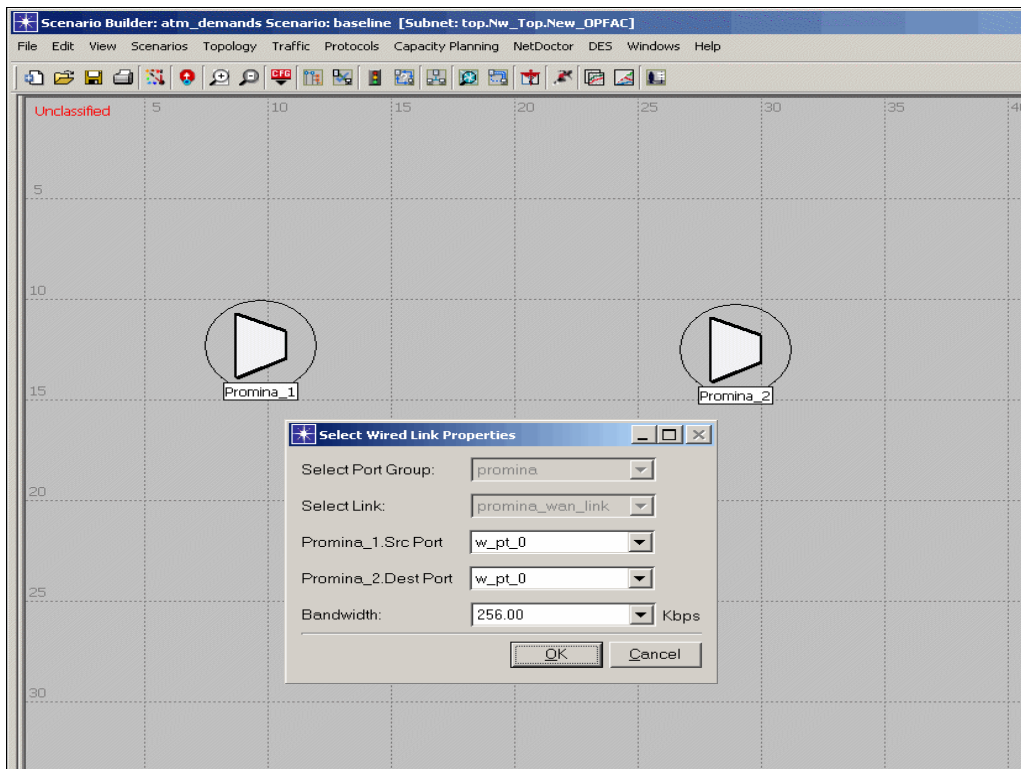 Scenario Builder: atm_demands Scenario: baseline [Subnet: top.Nw_Top.New_OPFAC]
File Edit View Scenarios Topology Traffic Protocols Capacity Planning NetDoctor DES Windows Help
CFG
Unclassified 5 10 15 20 25 30 35 40
5
10
Promina_1 Promina_2
15
Select Wired Link Properties
Select Port Group: promina
20
Select Link: promina_wan_link
Promina_1.Src Port w_pt_0
Promina_2.Dest Port w_pt_0
25
Bandwidth: 256.00 Kbps
OK Cancel
30